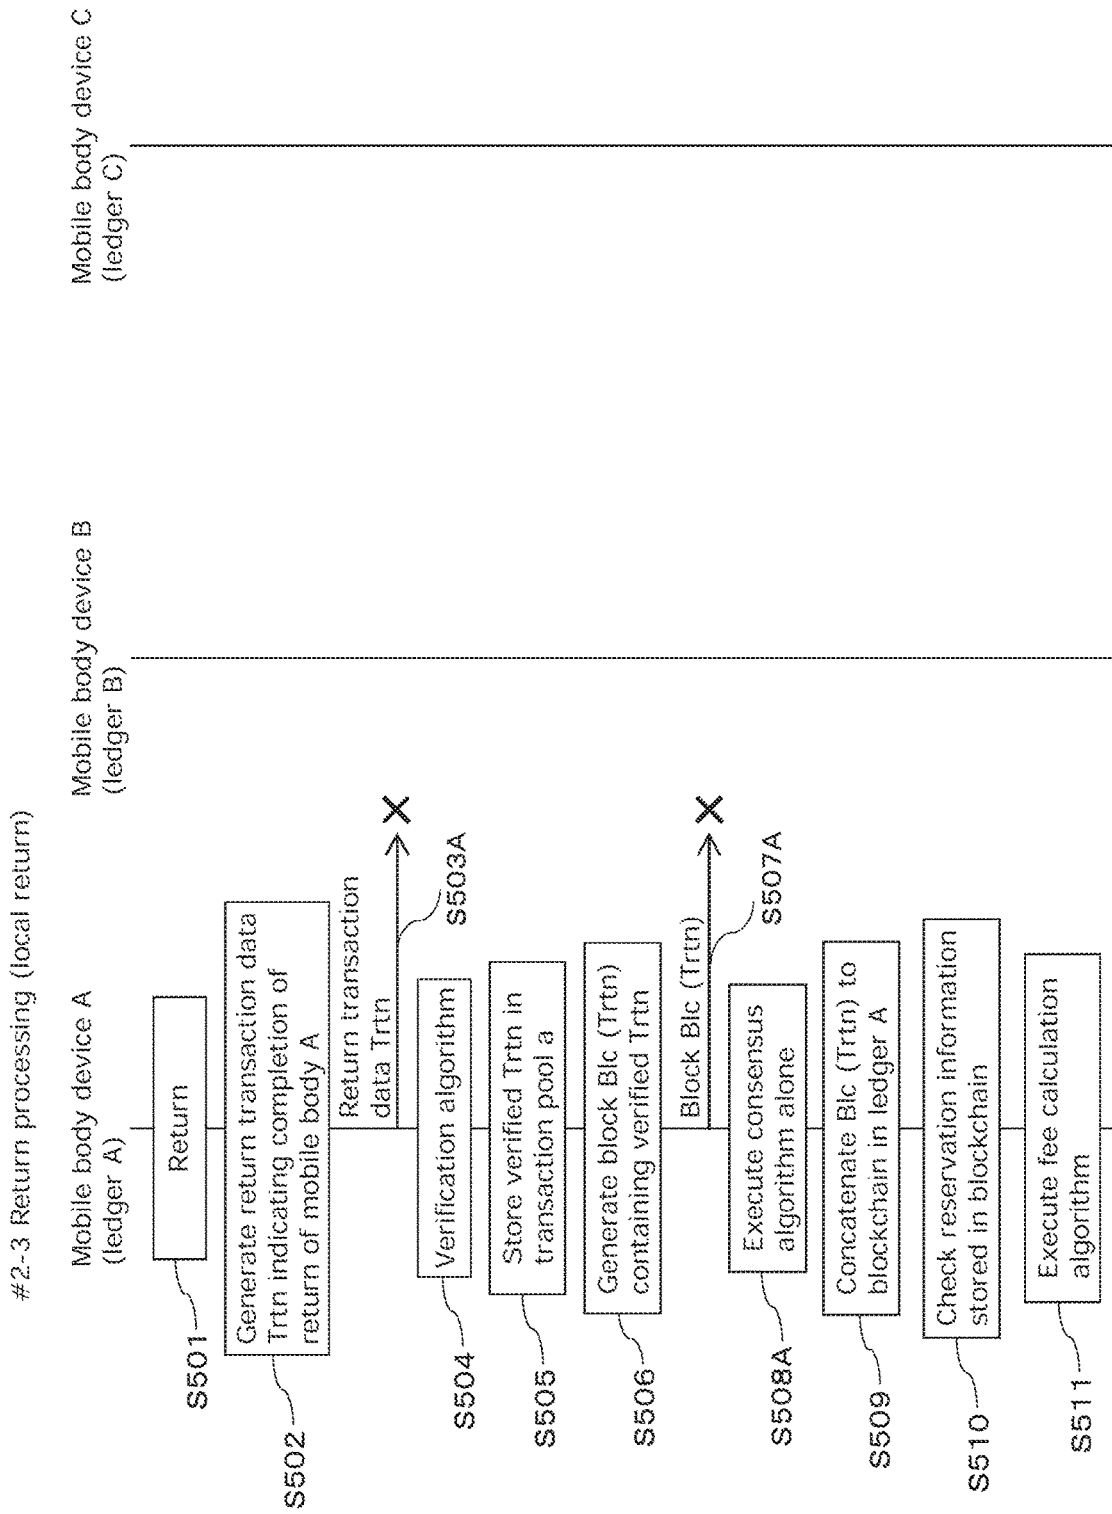 #2-3 Return processing (local return)
Mobile body device A
(ledger A)
Mobile body device B
(ledger B)
Mobile body device C
(ledger C)
S501
Return
S502
Generate return transaction data
Trtn indicating completion of
return of mobile body A
Return transaction
data Trtn
S503A
S504
Verification algorithm
S505
Store verified Trtn in
transaction pool a
S506
Generate block Blc (Trtn)
containing verified Trtn
Block Blc (Trtn)
S507A
S508A
Execute consensus
algorithm alone
S509
Concatenate Blc (Trtn) to
blockchain in ledger A
S510
Check reservation information
stored in blockchain
S511
Execute fee calculation
algorithm